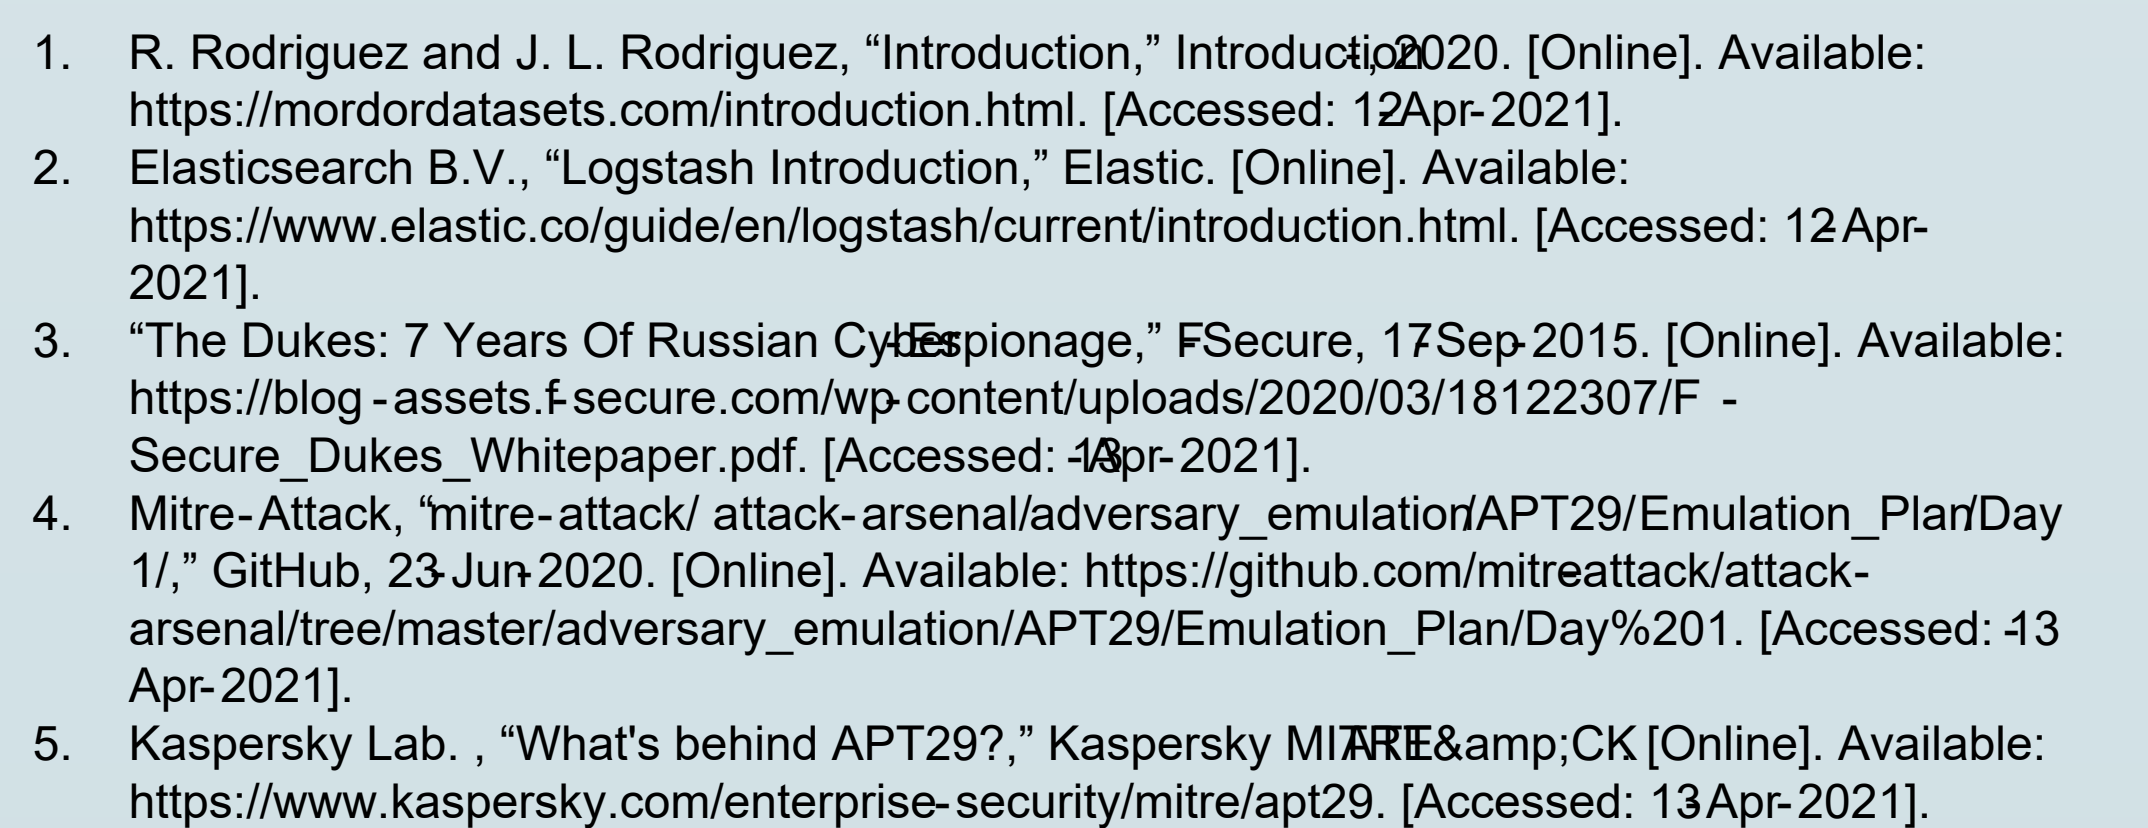 1. R. Rodriguez and J. L. Rodriguez, “Introduction,” Introduction -, 2020. [Online]. Available:
https://mordordatasets.com/introduction.html. [Accessed: 12-Apr-2021].
2. Elasticsearch B.V., “Logstash Introduction,” Elastic. [Online]. Available:
https://www.elastic.co/guide/en/logstash/current/introduction.html. [Accessed: 12-Apr-
2021].
3. “The Dukes: 7 Years Of Russian Cyber-Espionage,” F-Secure, 17-Sep-2015. [Online]. Available:
https://blog-assets.f-secure.com/wp-content/uploads/2020/03/18122307/F-
Secure_Dukes_Whitepaper.pdf. [Accessed: 13-Apr-2021].
4. Mitre-Attack, “mitre-attack/ attack-arsenal/adversary_emulation/APT29/Emulation_Plan/Day
1/,” GitHub, 23-Jun-2020. [Online]. Available: https://github.com/mitre-attack/attack-
arsenal/tree/master/adversary_emulation/APT29/Emulation_Plan/Day%201. [Accessed: 13-
Apr-2021].
5. Kaspersky Lab. , “What's behind APT29?,” Kaspersky MITRE ATT&amp;CK. [Online]. Available:
https://www.kaspersky.com/enterprise-security/mitre/apt29. [Accessed: 13-Apr-2021].